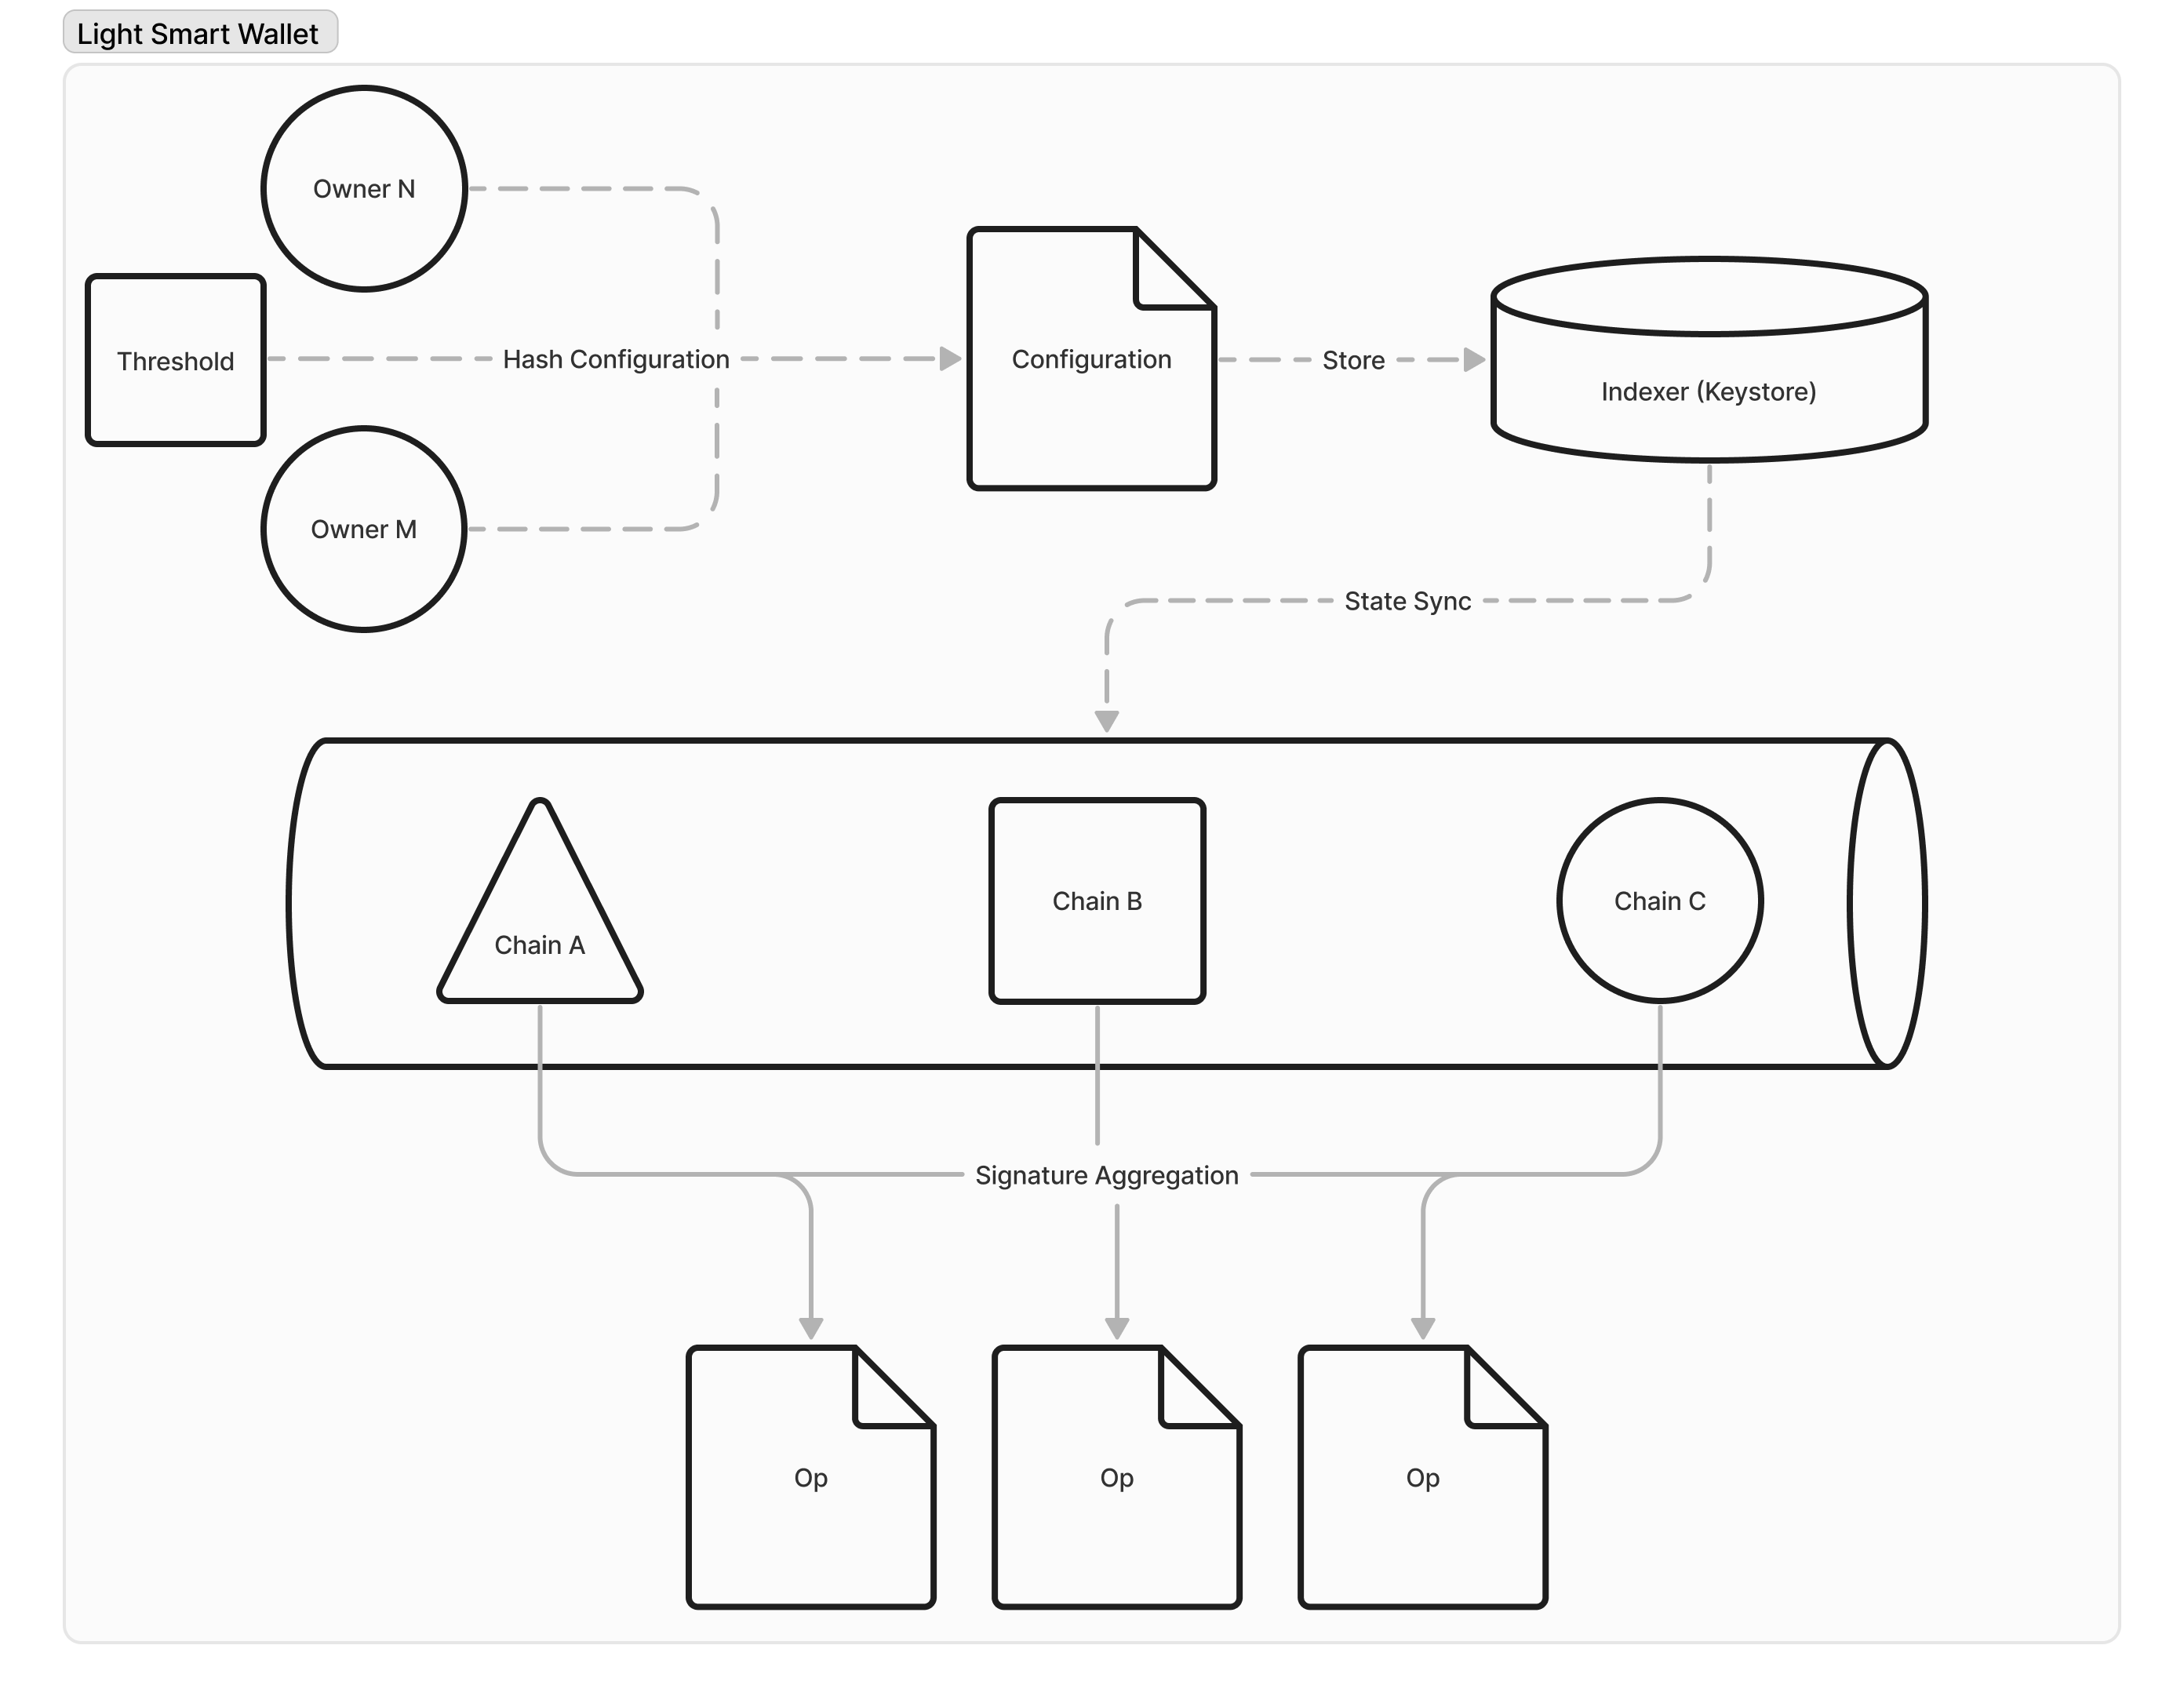 Light Smart Wallet
Owner N
Threshold
Hash Configuration
Configuration
Store
Indexer (Keystore)
Owner M
State Sync
Chain A
Chain B
Chain C
Signature Aggregation
Op
Op
Op